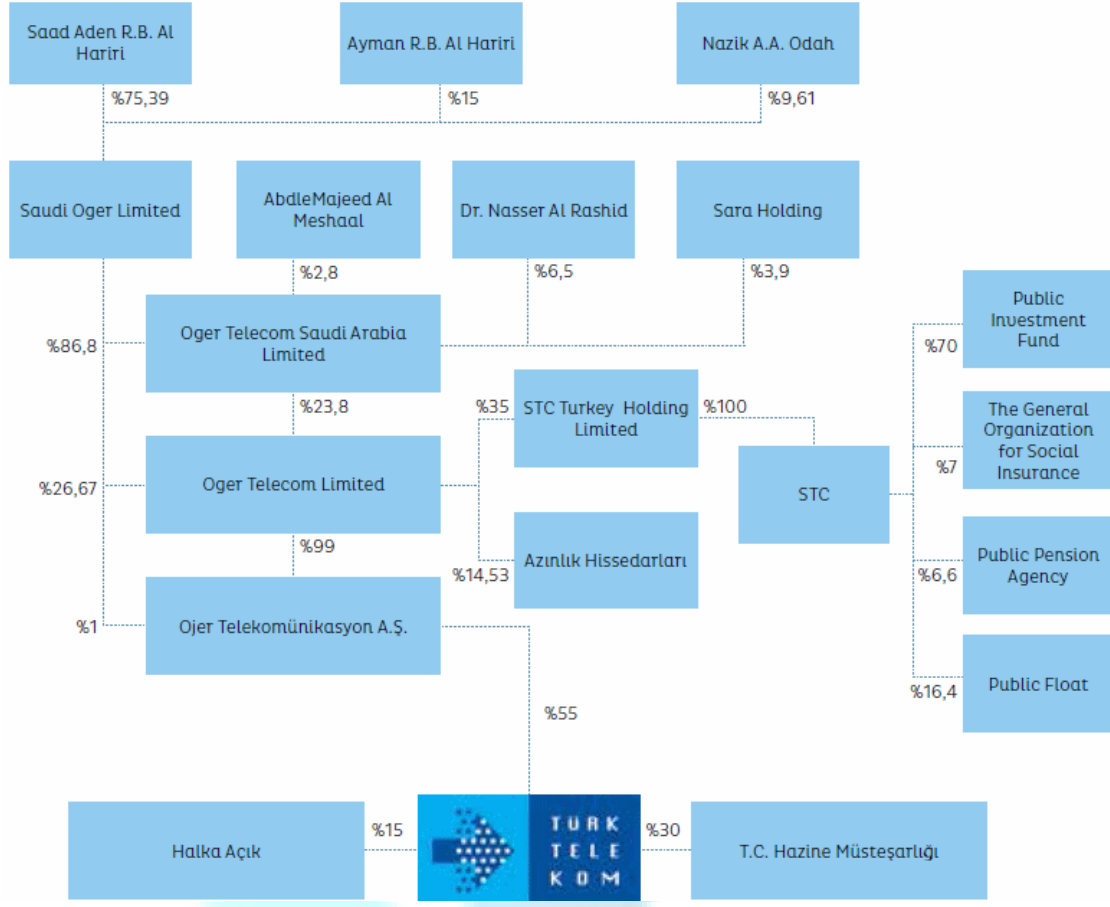 Saad Aden R.B. Al
Hariri
Ayman R.B. Al Hariri
Nazik A.A. Odah
%75,39
%15
%9,61
Saudi Oger Limited
AbdleMajeed Al
Meshaal
Dr. Nasser Al Rashid
Sara Holding
%2,8
%6,5
%3,9
Oger Telecom Saudi Arabia
Limited
%86,8
Public
Investment
Fund
%70
%23,8
%35
STC Turkey Holding
Limited
%100
The General
Organization
for Social
Insurance
%7
%26,67
Oger Telecom Limited
STC
%99
%14,53
Azınlık Hissedarları
Public Pension
Agency
%6,6
%1
Ojer Telekomünikasyon A.Ş.
Public Float
%16,4
%55
Halka Açık
%15
TURK
TELE
KOM
%30
T.C. Hazine Müsteşarlığı